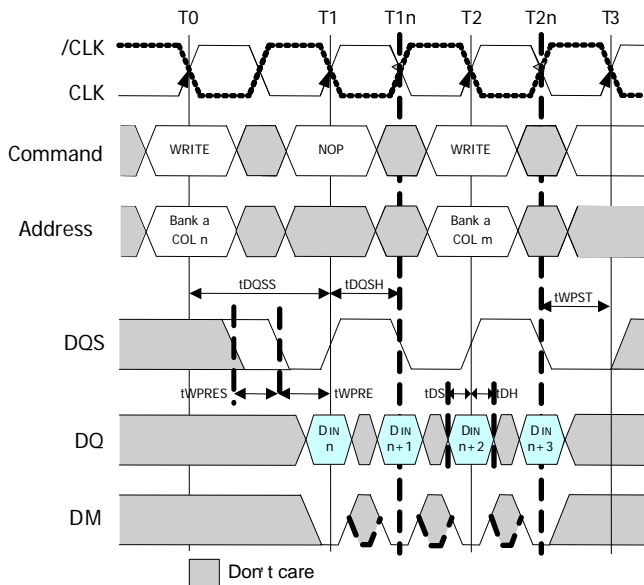 T0 T1 T1n T2 T2n T3
/CLK
CLK
Command WRITE NOP WRITE
Address Bank a COL n Bank a COL m
tDQSS tDQSH tWPST
DQS
tWPRES tWPRE tDS tDH
DQ DIN n DIN n+1 DIN n+2 DIN n+3
DM
Don't care